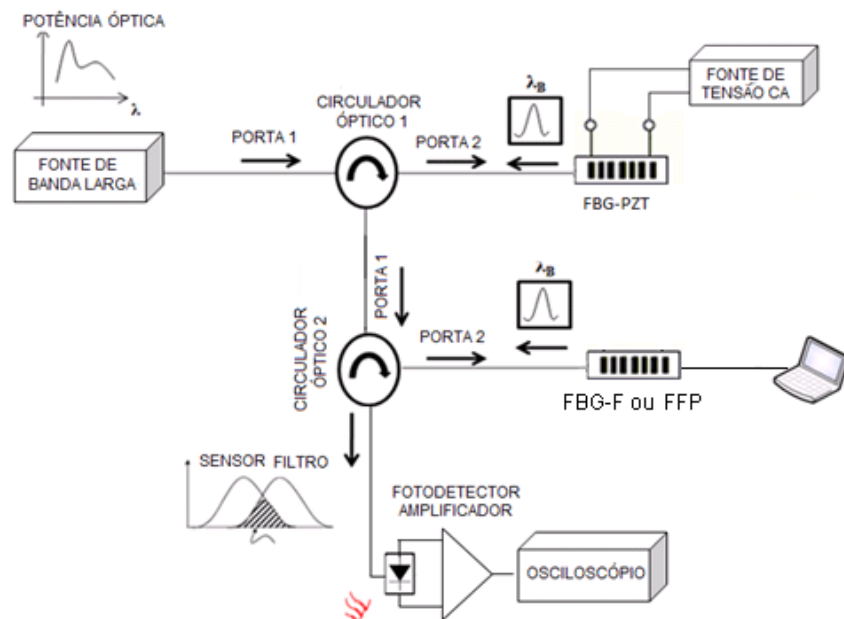 POTÊNCIA ÓPTICA
λ
FONTE DE
BANDA LARGA
PORTA 1
CIRCULADOR
ÓPTICO 1
PORTA 2
λB
FONTE DE
TENSÃO CA
FBG-PZT
PORTA 1
CIRCULADOR
ÓPTICO 2
PORTA 2
λB
FBG-F ou FFP
SENSOR FILTRO
FOTODETECTOR
AMPLIFICADOR
OSCILOSCÓPIO